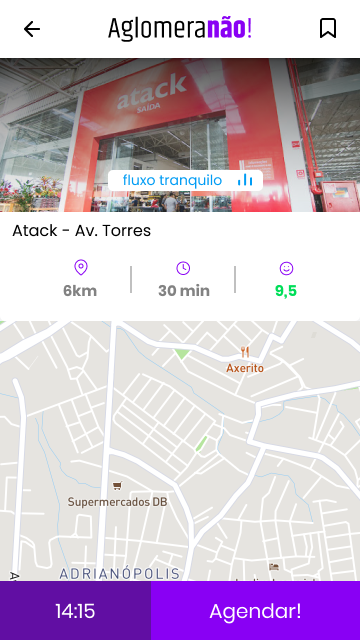 Aglomeranão!
atack
SAÍDA
fluxo tranquilo
Atack - Av. Torres
6km
30 min
9,5
Axerito
Supermercados DB
ADRIANÓPOLIS
14:15
Agendar!